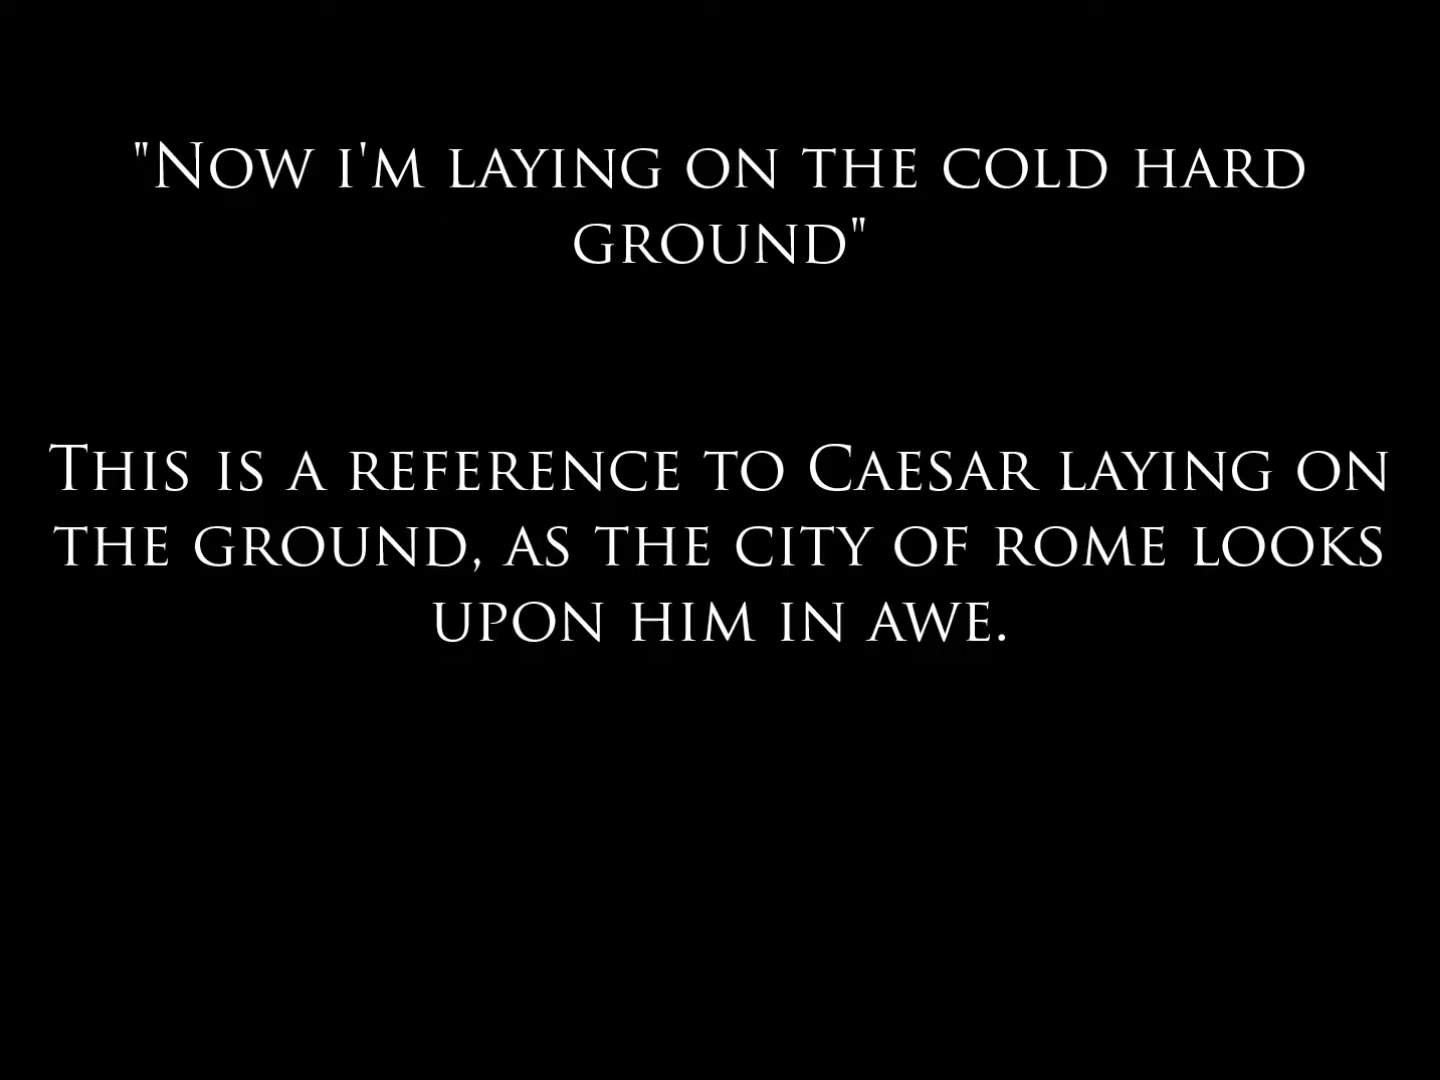 "Now i'm laying on the cold hard
ground"
This is a reference to Caesar laying on
the ground, as the city of rome looks
upon him in awe.